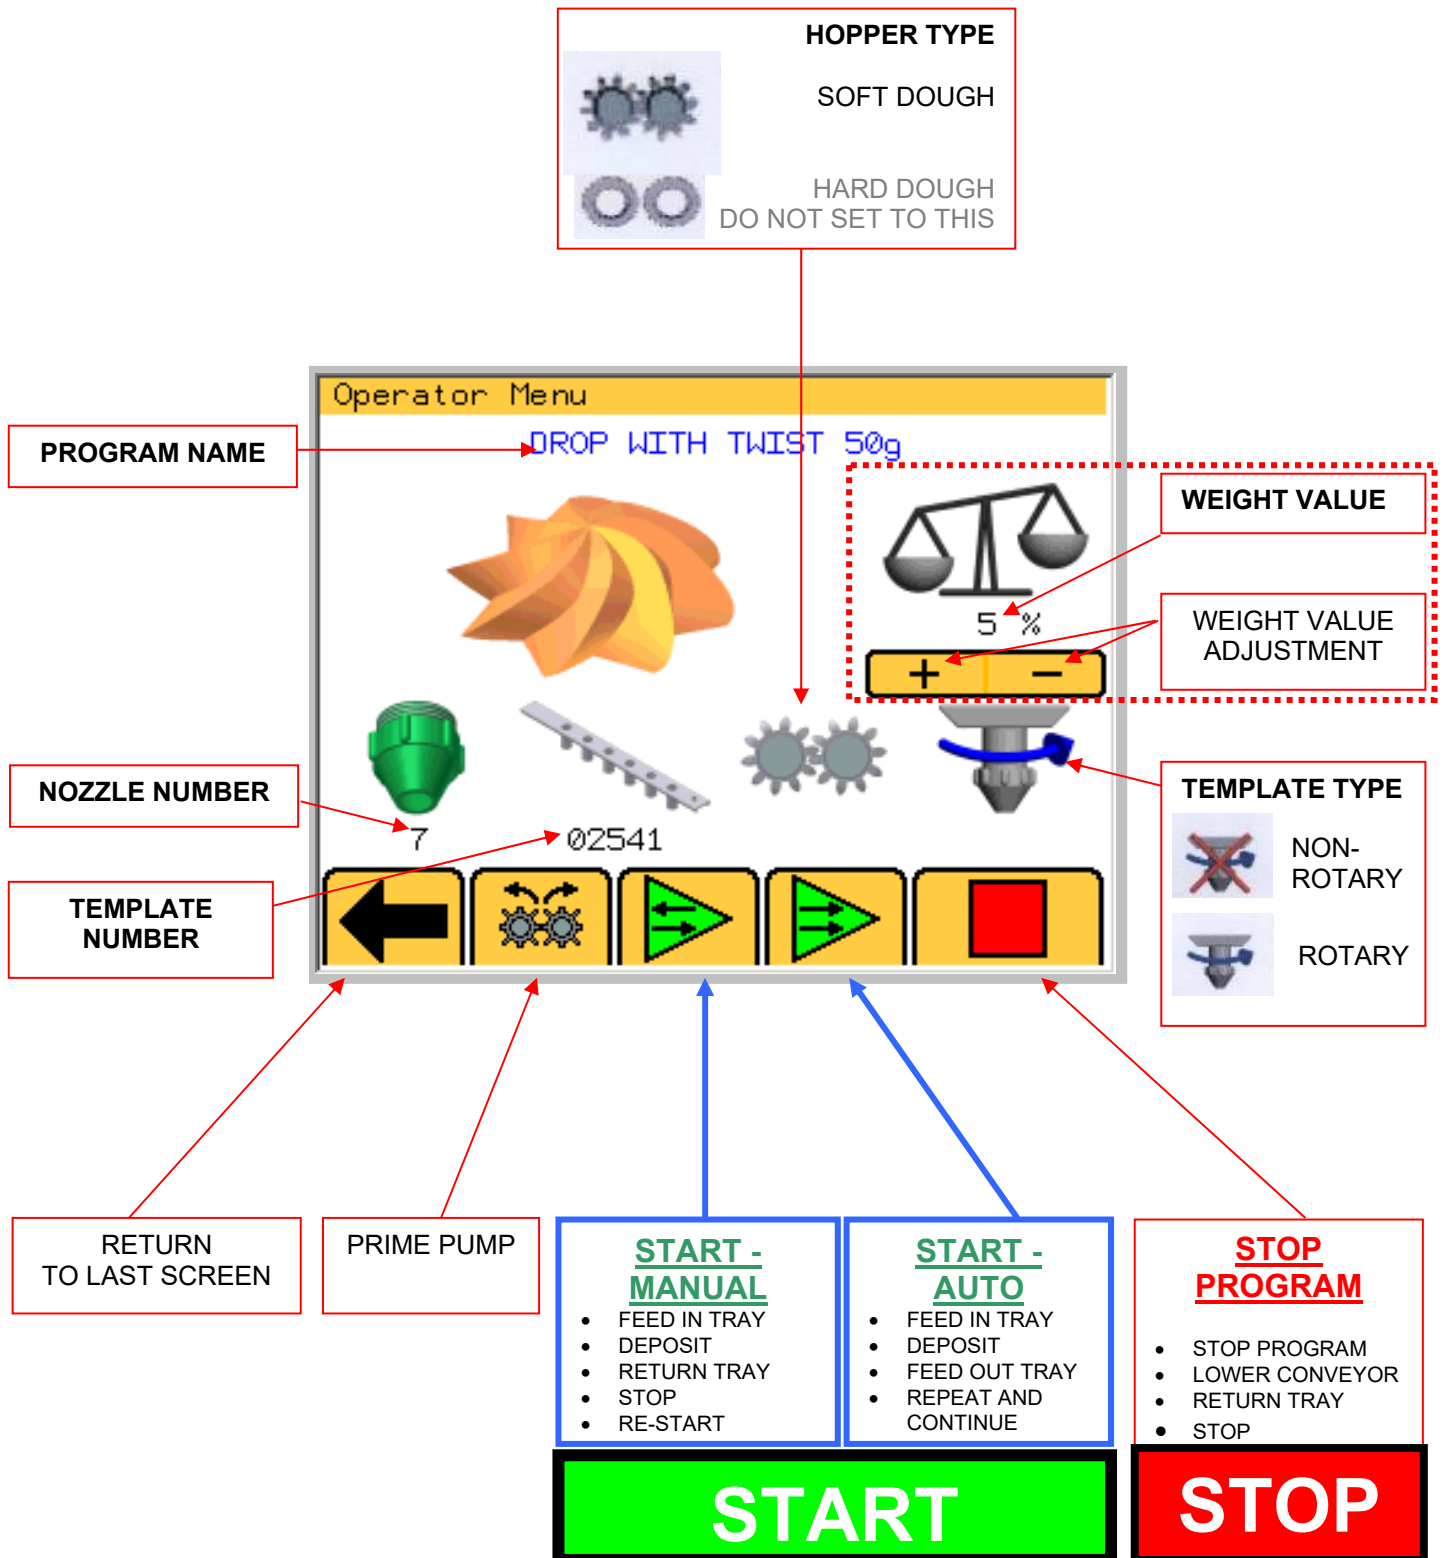 HOPPER TYPE
SOFT DOUGH
HARD DOUGH
DO NOT SET TO THIS
Operator Menu
PROGRAM NAME
DROP WITH TWIST 50g
WEIGHT VALUE
5 %
WEIGHT VALUE
ADJUSTMENT
+ −
NOZZLE NUMBER
7
02541
TEMPLATE
NUMBER
TEMPLATE TYPE
NON-
ROTARY
ROTARY
RETURN
TO LAST SCREEN
PRIME PUMP
START -
MANUAL
• FEED IN TRAY
• DEPOSIT
• RETURN TRAY
• STOP
• RE-START
START -
AUTO
• FEED IN TRAY
• DEPOSIT
• FEED OUT TRAY
• REPEAT AND
CONTINUE
STOP
PROGRAM
• STOP PROGRAM
• LOWER CONVEYOR
• RETURN TRAY
• STOP
START
STOP